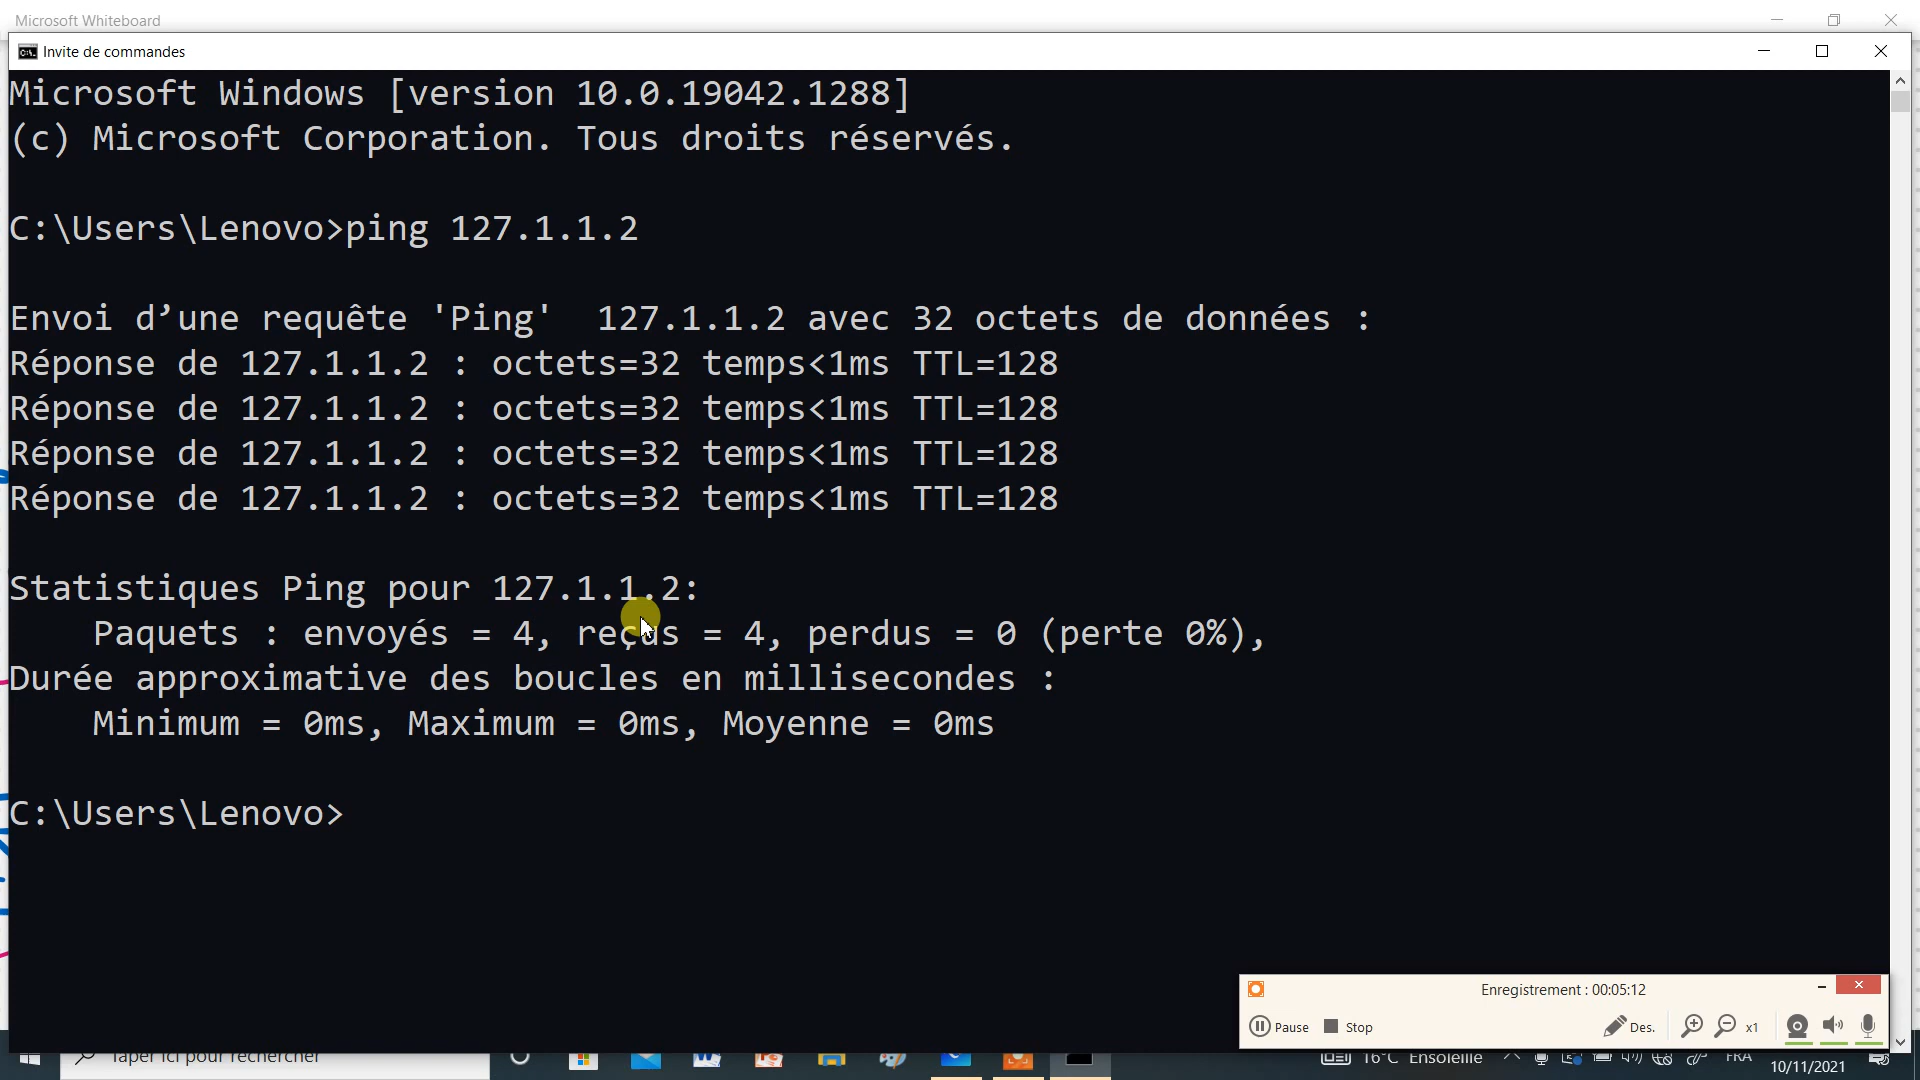 Microsoft Whiteboard
Invite de commandes
Microsoft Windows [version 10.0.19042.1288]
(c) Microsoft Corporation. Tous droits réservés.
C:\Users\Lenovo>ping 127.1.1.2
Envoi d’une requête 'Ping'  127.1.1.2 avec 32 octets de données :
Réponse de 127.1.1.2 : octets=32 temps<1ms TTL=128
Réponse de 127.1.1.2 : octets=32 temps<1ms TTL=128
Réponse de 127.1.1.2 : octets=32 temps<1ms TTL=128
Réponse de 127.1.1.2 : octets=32 temps<1ms TTL=128
Statistiques Ping pour 127.1.1.2:
    Paquets : envoyés = 4, reçus = 4, perdus = 0 (perte 0%),
Durée approximative des boucles en millisecondes :
    Minimum = 0ms, Maximum = 0ms, Moyenne = 0ms
C:\Users\Lenovo>
Enregistrement : 00:05:12
Pause Stop Des. x1
Taper ici pour rechercher
16°C Ensoleillé
FRA
10/11/2021